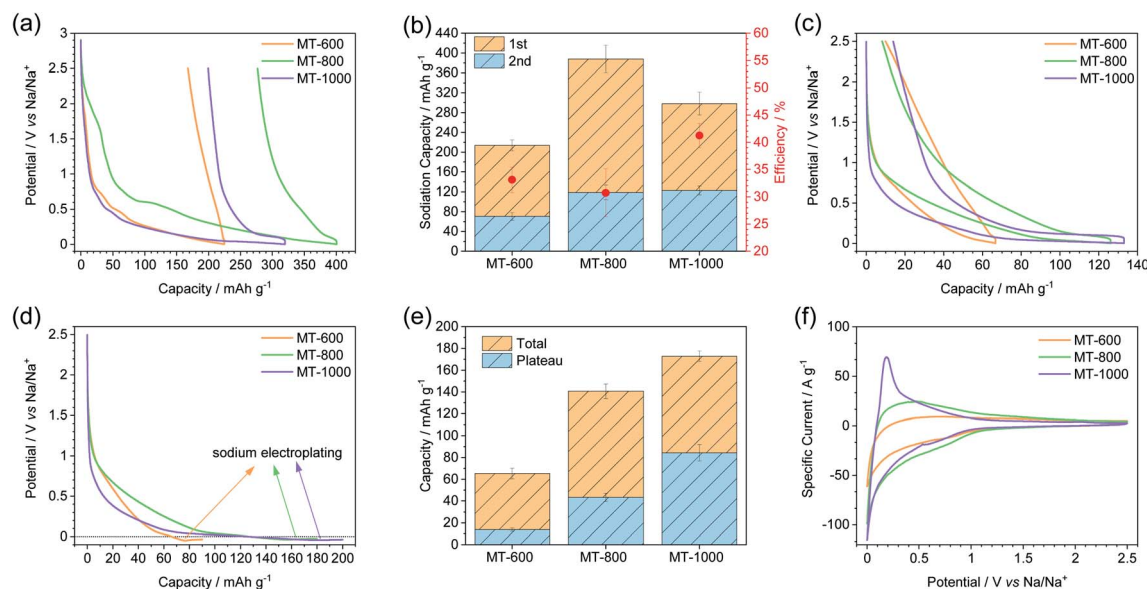 (a)
Potential / V vs Na/Na⁺
3
2.5
2
1.5
1
0.5
0
MT-600
MT-800
MT-1000
0 50 100 150 200 250 300 350 400
Capacity / mAh g⁻¹
(b)
Sodiation Capacity / mAh g⁻¹
440
400
360
320
280
240
200
160
120
80
40
0
1st
2nd
60
55
50
45
40
35
30
25
20
Efficiency / %
MT-600 MT-800 MT-1000
(c)
Potential / V vs Na/Na⁺
2.5
2
1.5
1
0.5
0
MT-600
MT-800
MT-1000
0 20 40 60 80 100 120 140
Capacity / mAh g⁻¹
(d)
Potential / V vs Na/Na⁺
2.5
2
1.5
1
0.5
0
MT-600
MT-800
MT-1000
sodium electroplating
0 20 40 60 80 100 120 140 160 180 200
Capacity / mAh g⁻¹
(e)
Capacity / mAh g⁻¹
200
180
160
140
120
100
80
60
40
20
0
Total
Plateau
MT-600 MT-800 MT-1000
(f)
Specific Current / A g⁻¹
100
50
0
-50
-100
MT-600
MT-800
MT-1000
0 0.5 1 1.5 2 2.5
Potential / V vs Na/Na⁺